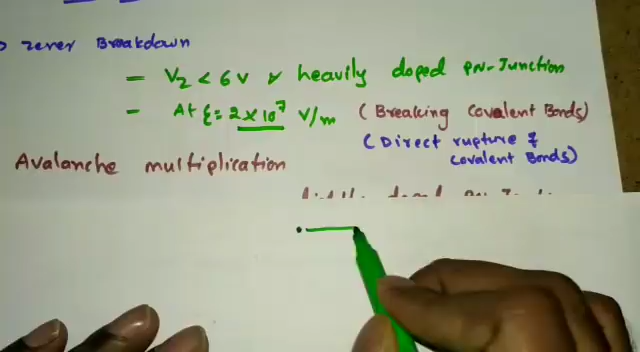 Zener Breakdown
= Vz < 6V & heavily doped PN-Junction
- At ξ = 2 x 10⁷ V/m (Breaking Covalent Bonds)
(Direct rupture of Covalent Bonds)
Avalanche multiplication